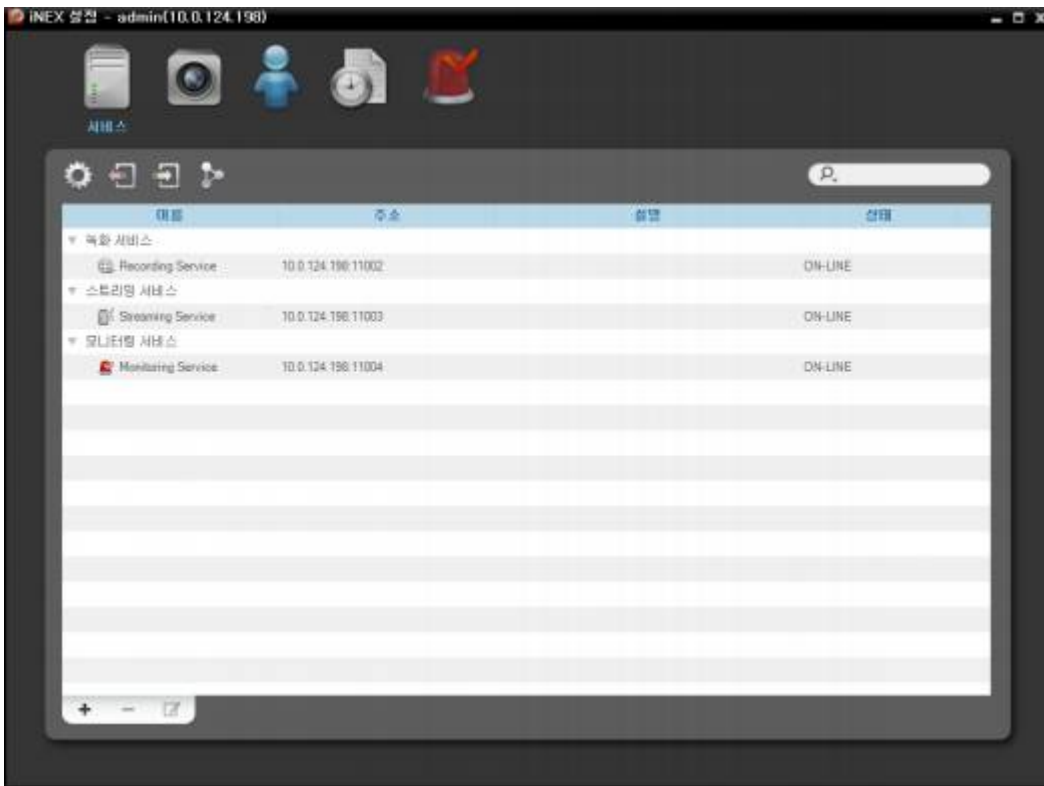 iNEX 설정 - admin(10.0.124.198)
서비스
이름 주소 설명 상태
녹화 서비스
Recording Service 10.0.124.198:11002 ON-LINE
스트리밍 서비스
Streaming Service 10.0.124.198:11003 ON-LINE
모니터링 서비스
Monitoring Service 10.0.124.198:11004 ON-LINE